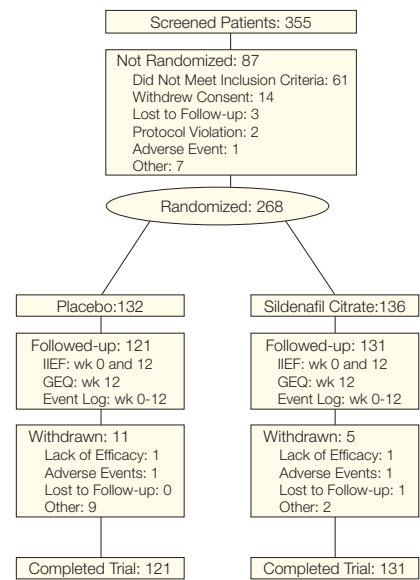 Screened Patients: 355
Not Randomized: 87
Did Not Meet Inclusion Criteria: 61
Withdrew Consent: 14
Lost to Follow-up: 3
Protocol Violation: 2
Adverse Event: 1
Other: 7
Randomized: 268
Placebo:132
Followed-up: 121
IIEF: wk 0 and 12
GEQ: wk 12
Event Log: wk 0-12
Withdrawn: 11
Lack of Efficacy: 1
Adverse Events: 1
Lost to Follow-up: 0
Other: 9
Completed Trial: 121
Sildenafil Citrate:136
Followed-up: 131
IIEF: wk 0 and 12
GEQ: wk 12
Event Log: wk 0-12
Withdrawn: 5
Lack of Efficacy: 1
Adverse Events: 1
Lost to Follow-up: 1
Other: 2
Completed Trial: 131